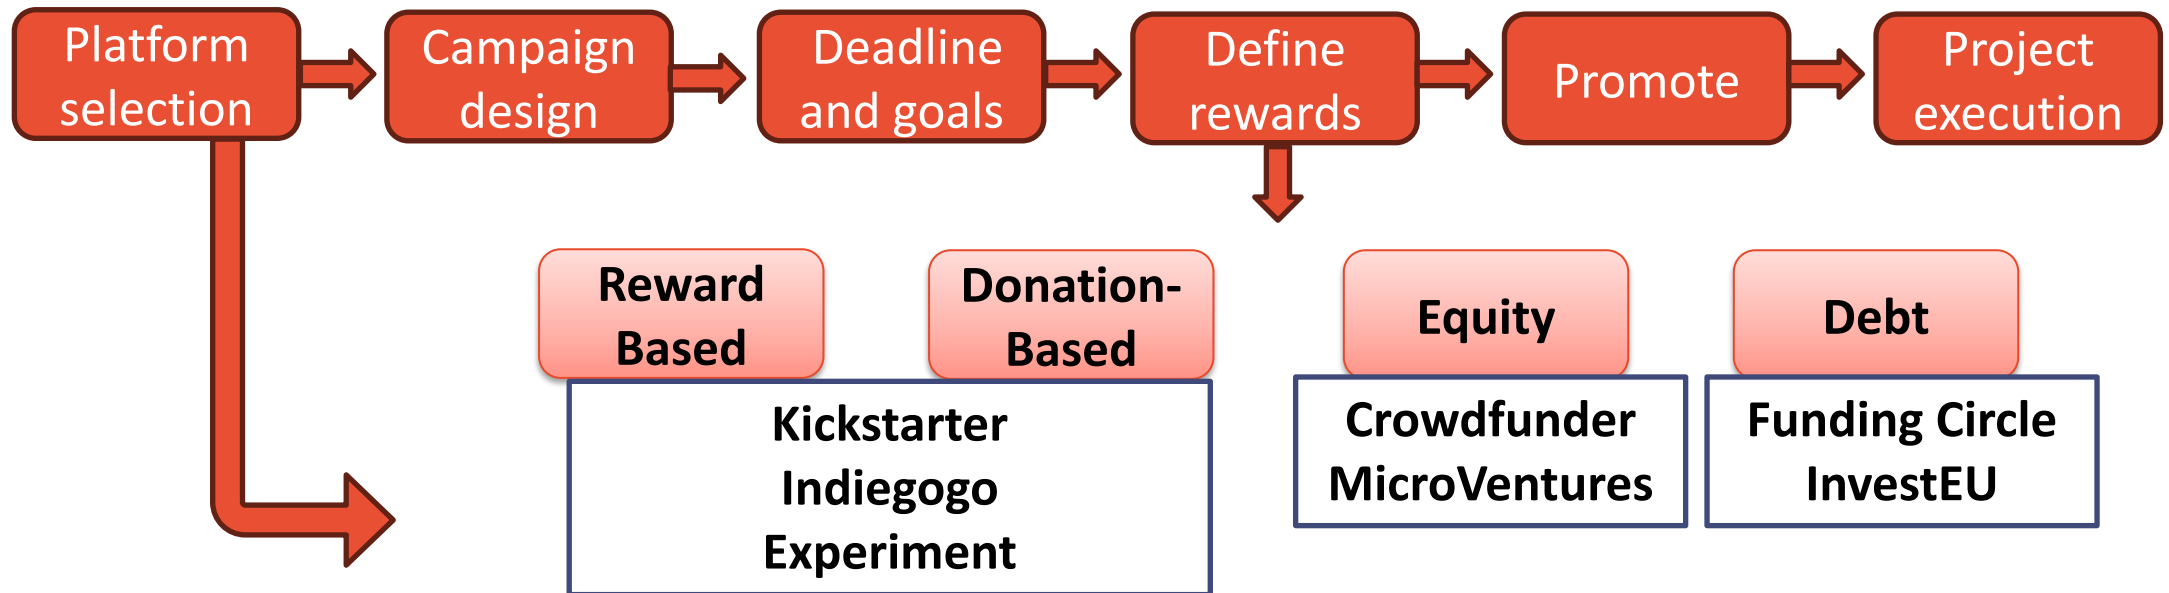 Platform
selection
Campaign
design
Deadline
and goals
Define
rewards
Promote
Project
execution
Reward
Based
Donation-
Based
Equity
Debt
Kickstarter
Indiegogo
Experiment
Crowdfunder
MicroVentures
Funding Circle
InvestEU